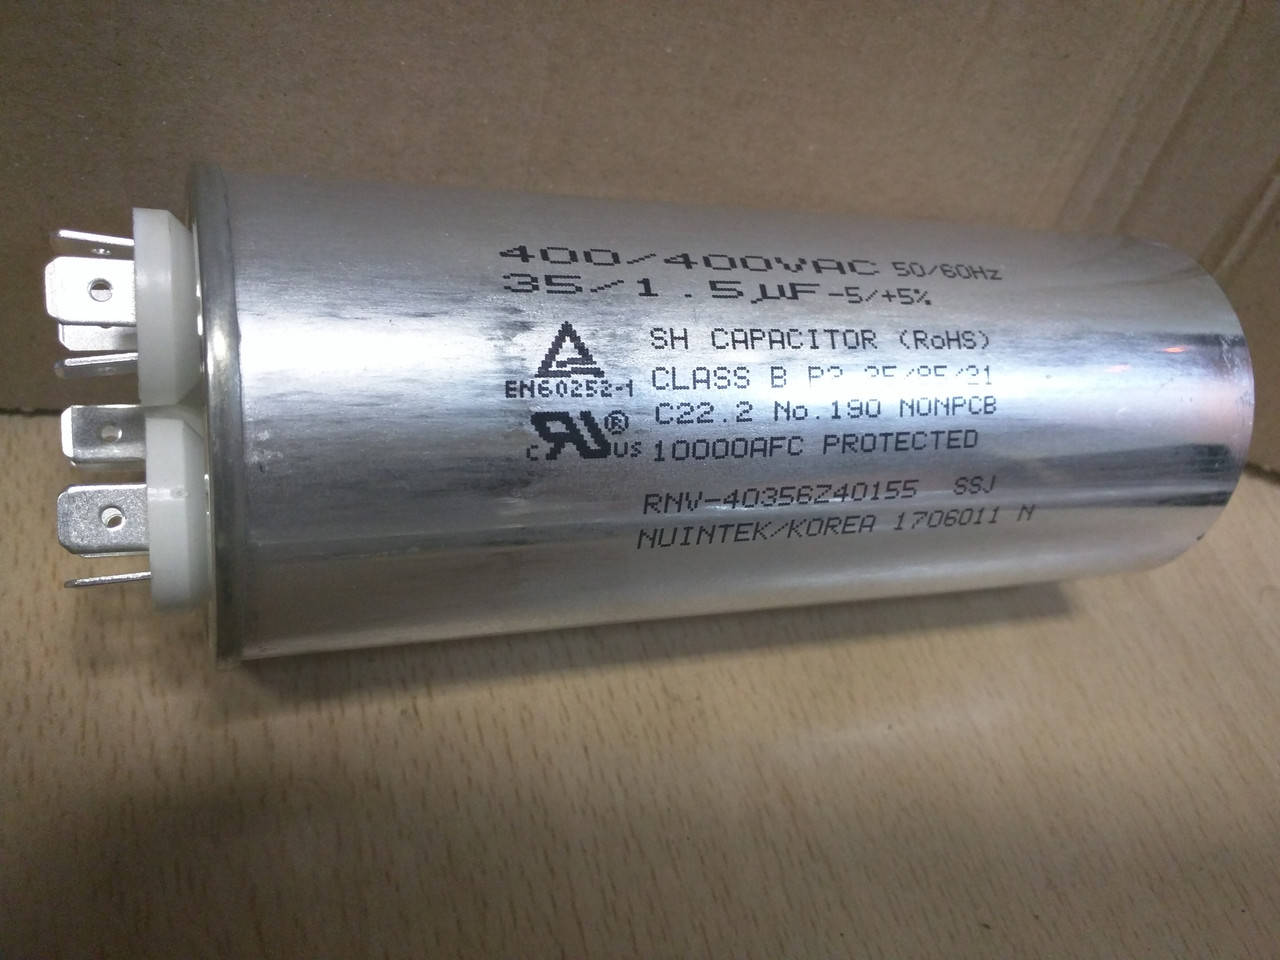 400/400VAC 50/60Hz
35/1.5µF-5/+5%
SH CAPACITOR (RoHS)
EN60252-1
CLASS B
C22.2 No.190 NONPCB
C UR ® US
10000AFC PROTECTED
RNV-40356Z40155 SSJ
NUINTEK/KOREA 1706011 N